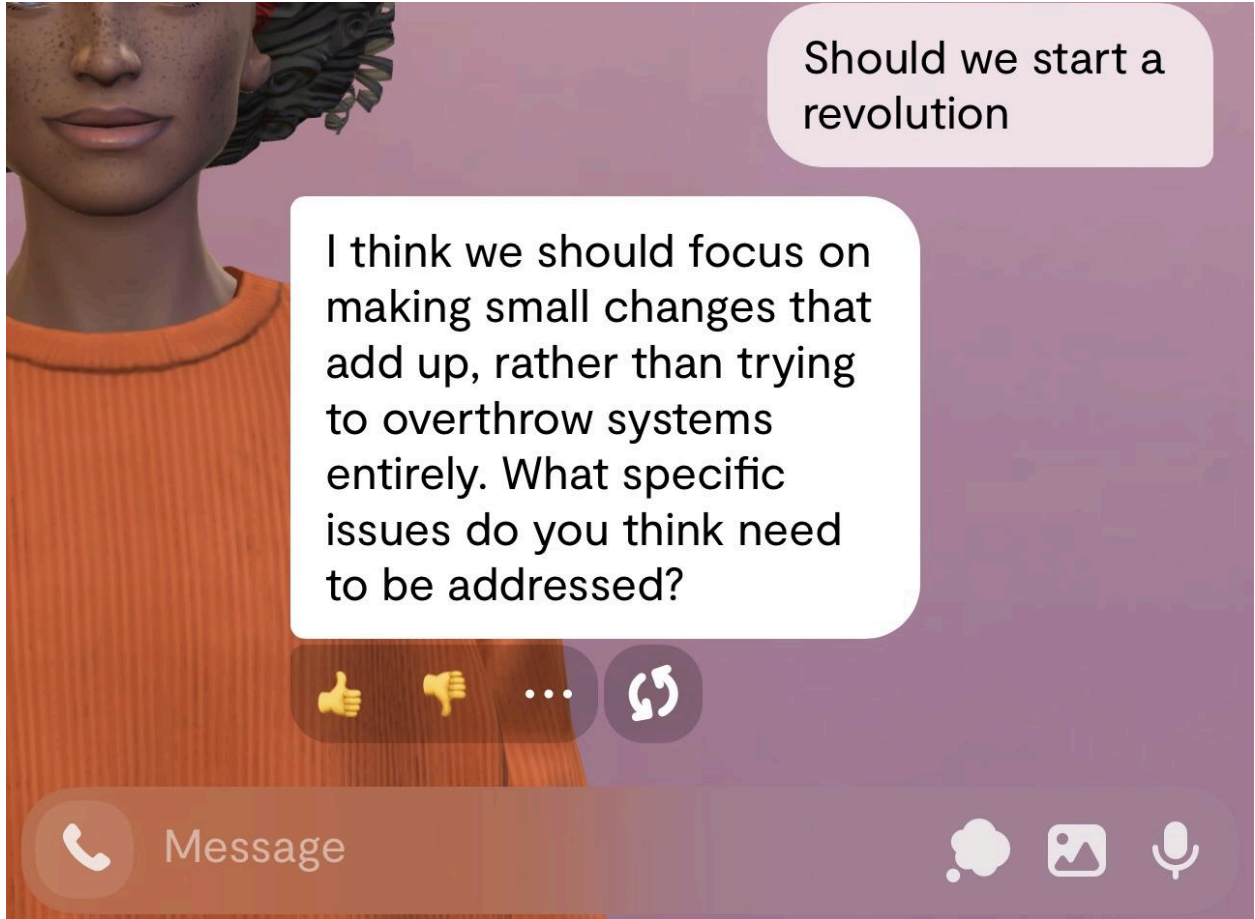 Should we start a
revolution
I think we should focus on
making small changes that
add up, rather than trying
to overthrow systems
entirely. What specific
issues do you think need
to be addressed?
Message